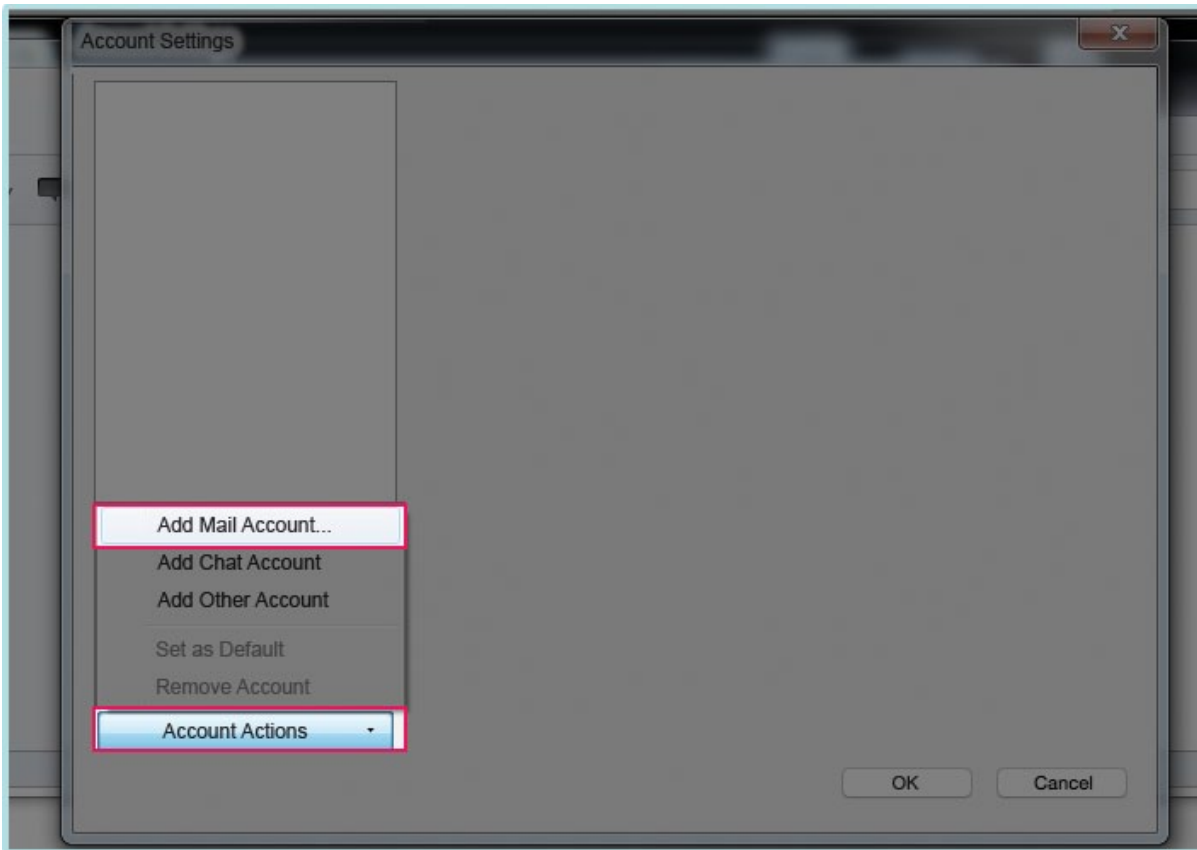 Account Settings
Add Mail Account...
Add Chat Account
Add Other Account
Set as Default
Remove Account
Account Actions
OK
Cancel